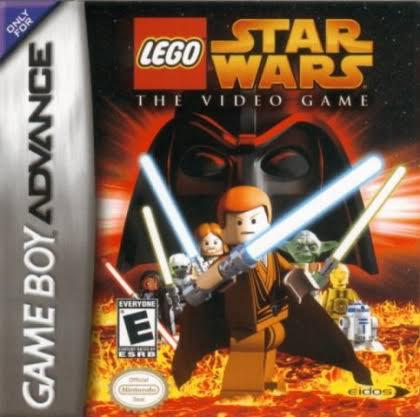 ONLY
FOR
GAME BOY ADVANCE
LEGO
STAR
WARS
THE VIDEO GAME
EVERYONE
E
CONTENT RATED BY
ESRB
Official
Nintendo
Seal
eidos